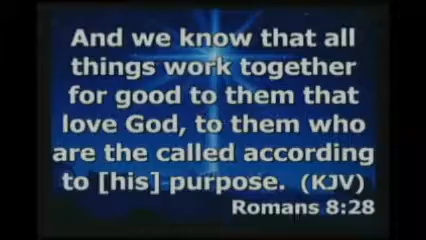 And we know that all
things work together
for good to them that
love God, to them who
are the called according
to [his] purpose. (KJV)
Romans 8:28